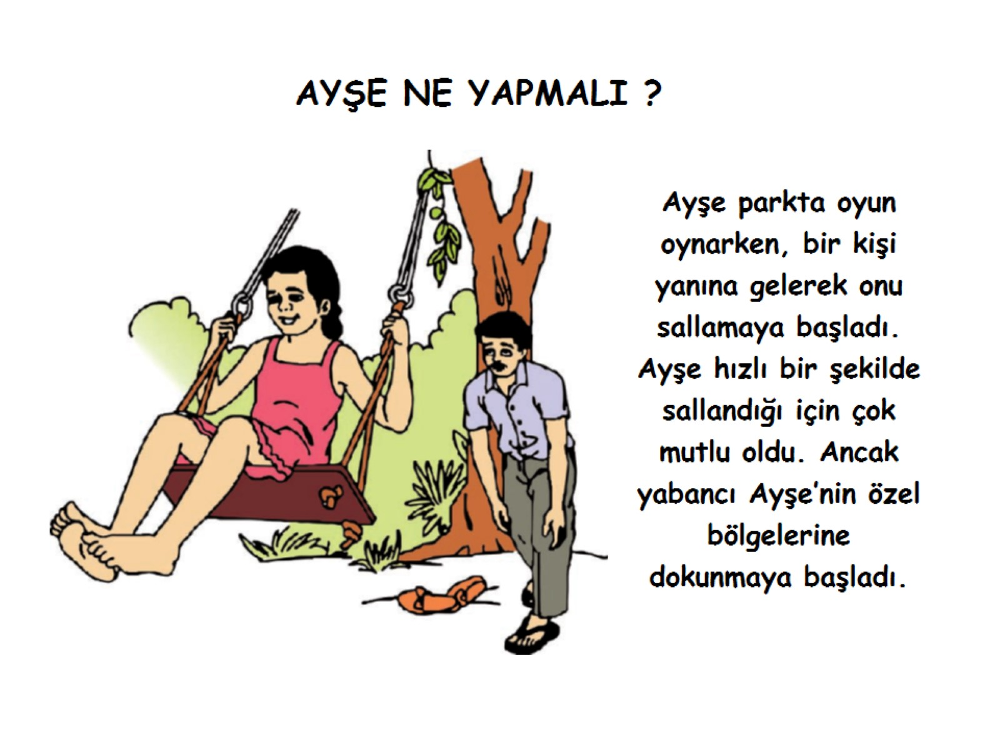 AYŞE NE YAPMALI ?
Ayşe parkta oyun
oynarken, bir kişi
yanına gelerek onu
sallamaya başladı.
Ayşe hızlı bir şekilde
sallandığı için çok
mutlu oldu. Ancak
yabancı Ayşe'nin özel
bölgelerine
dokunmaya başladı.